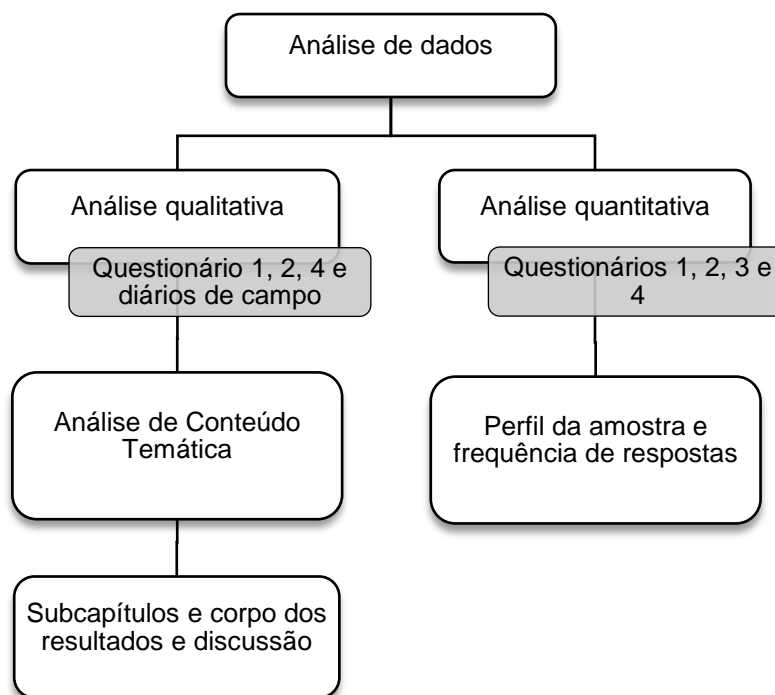 Análise de dados
Análise qualitativa
Questionário 1, 2, 4 e
diários de campo
Análise de Conteúdo
Temática
Subcapítulos e corpo dos
resultados e discussão
Análise quantitativa
Questionários 1, 2, 3 e
4
Perfil da amostra e
frequência de respostas